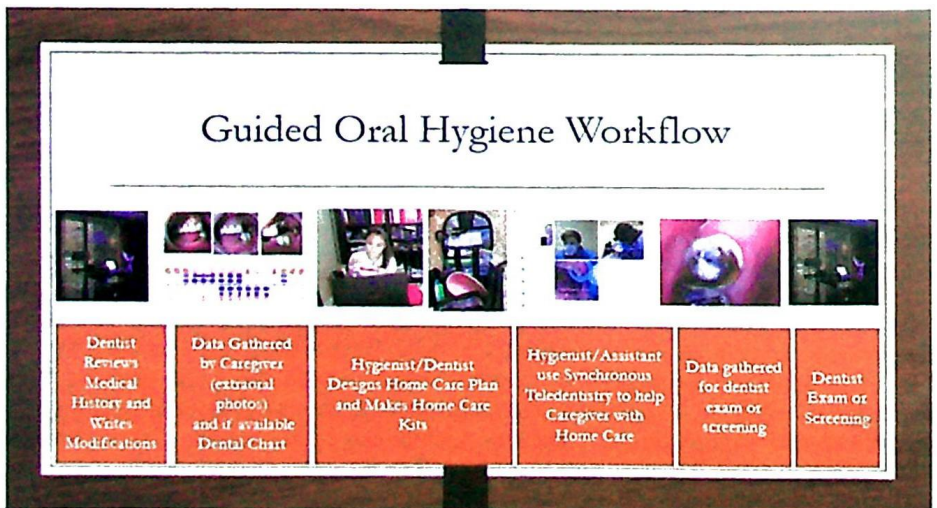 Guided Oral Hygiene Workflow
Dentist
Reviews
Medical
History and
Writes
Modifications
Data Gathered
by Caregiver
(extraoral
photos)
and if available
Dental Chart
Hygienist/Dentist
Designs Home Care Plan
and Makes Home Care
Kits
Hygienist/Assistant
use Synchronous
Teledentistry to help
Caregiver with
Home Care
Data gathered
for dentist
exam or
screening
Dentist
Exam or
Screening